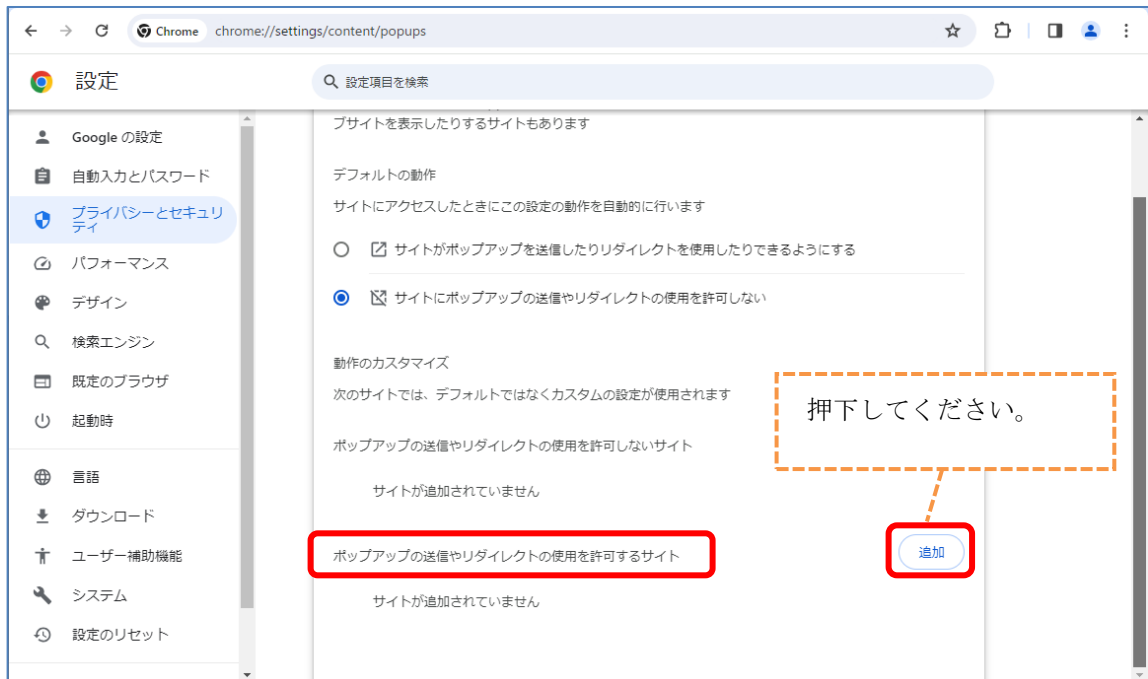 Chrome chrome://settings/content/popups
設定
設定項目を検索
Google の設定
自動入力とパスワード
プライバシーとセキュリ
ティ
パフォーマンス
デザイン
検索エンジン
既定のブラウザ
起動時
言語
ダウンロード
ユーザー補助機能
システム
設定のリセット
ブサイトを表示したりするサイトもあります
デフォルトの動作
サイトにアクセスしたときにこの設定の動作を自動的に行います
サイトがポップアップを送信したりリダイレクトを使用したりできるようにする
サイトにポップアップの送信やリダイレクトの使用を許可しない
動作のカスタマイズ
次のサイトでは、デフォルトではなくカスタムの設定が使用されます
押下してください。
ポップアップの送信やリダイレクトの使用を許可しないサイト
サイトが追加されていません
ポップアップの送信やリダイレクトの使用を許可するサイト
追加
サイトが追加されていません